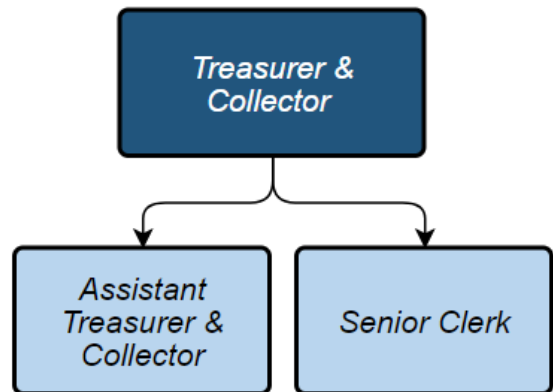 Treasurer &
Collector
Assistant
Treasurer &
Collector
Senior Clerk